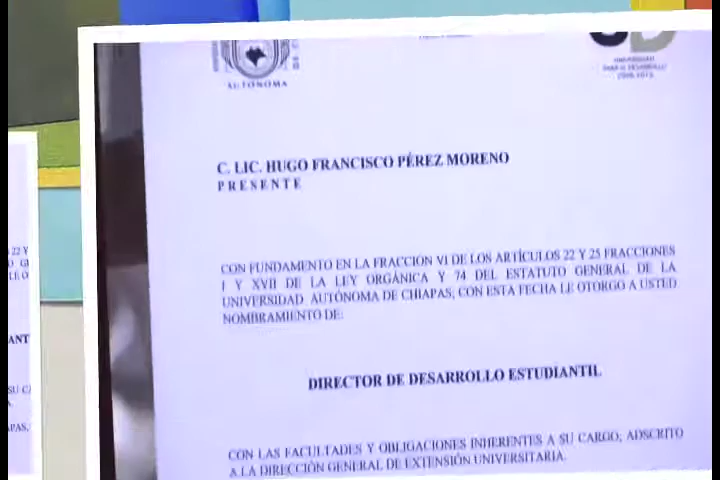 AUTÓNOMA
C. LIC. HUGO FRANCISCO PÉREZ MORENO
PRESENTE
CON FUNDAMENTO EN LA FRACCIÓN VI DE LOS ARTÍCULOS 22 Y 25 FRACCIONES
I Y XVII DE LA LEY ORGÁNICA Y 74 DEL ESTATUTO GENERAL DE LA
UNIVERSIDAD AUTÓNOMA DE CHIAPAS, CON ESTA FECHA LE OTORGO A USTED
NOMBRAMIENTO DE:
DIRECTOR DE DESARROLLO ESTUDIANTIL
CON LAS FACULTADES Y OBLIGACIONES INHERENTES A SU CARGO, ADSCRITO
A LA DIRECCIÓN GENERAL DE EXTENSIÓN UNIVERSITARIA.
22 Y
ANT
APAS,